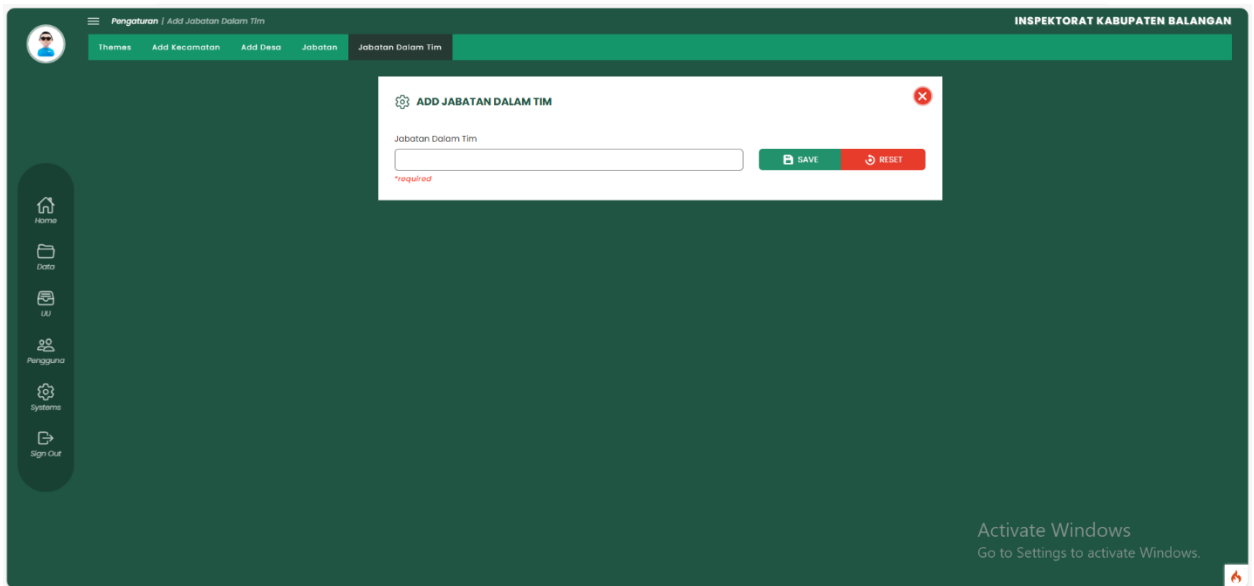 Pengaturan | Add Jabatan Dalam Tim
INSPEKTORAT KABUPATEN BALANGAN
Themes Add Kecamatan Add Desa Jabatan Jabatan Dalam Tim
ADD JABATAN DALAM TIM
Jabatan Dalam Tim
SAVE RESET
*required
Home
Data
UU
Pengguna
Systems
Sign Out
Activate Windows
Go to Settings to activate Windows.